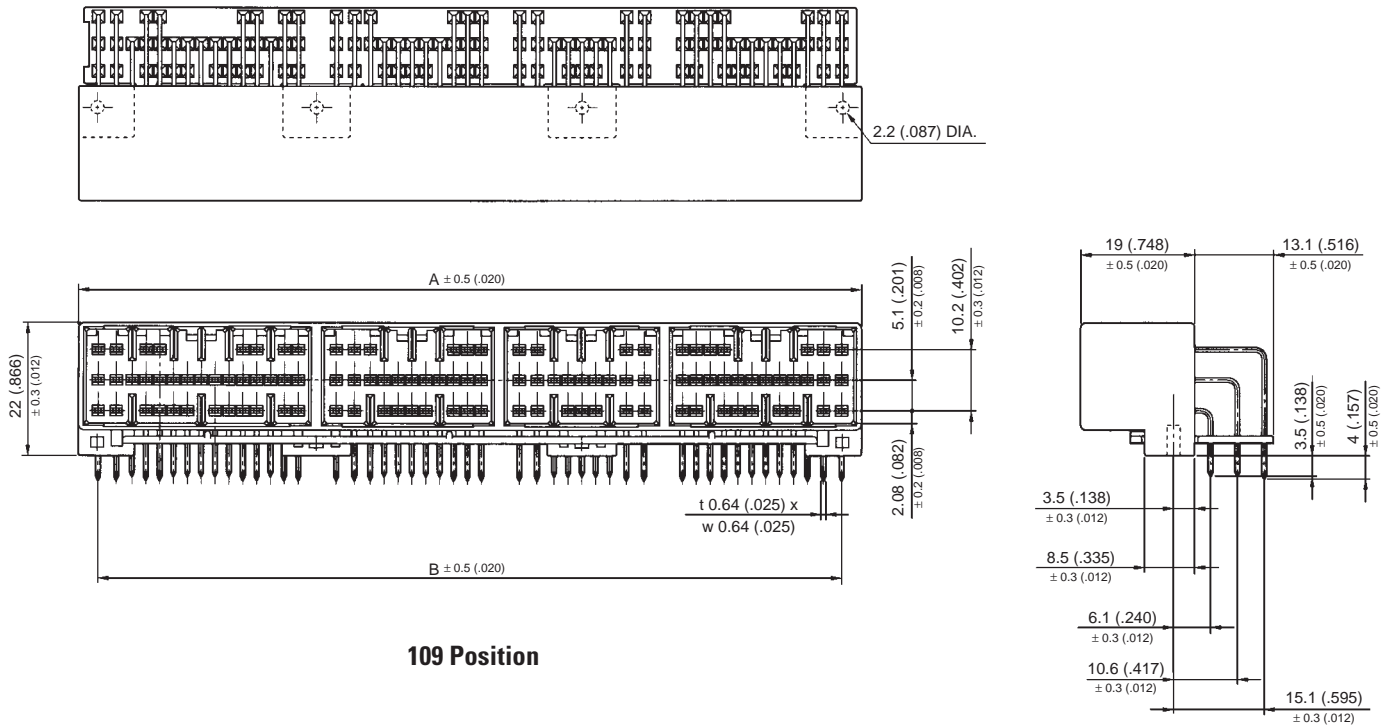 2.2 (.087) DIA.
A ± 0.5 (.020)
22 (.866)
± 0.3 (.012)
5.1 (.201)
± 0.2 (.008)
10.2 (.402)
± 0.3 (.012)
2.08 (.082)
± 0.2 (.008)
t 0.64 (.025) x
w 0.64 (.025)
B ± 0.5 (.020)
109 Position
19 (.748)
± 0.5 (.020)
13.1 (.516)
± 0.5 (.020)
3.5 (.138)
± 0.5 (.020)
4 (.157)
± 0.5 (.020)
3.5 (.138)
± 0.3 (.012)
8.5 (.335)
± 0.3 (.012)
6.1 (.240)
± 0.3 (.012)
10.6 (.417)
± 0.3 (.012)
15.1 (.595)
± 0.3 (.012)